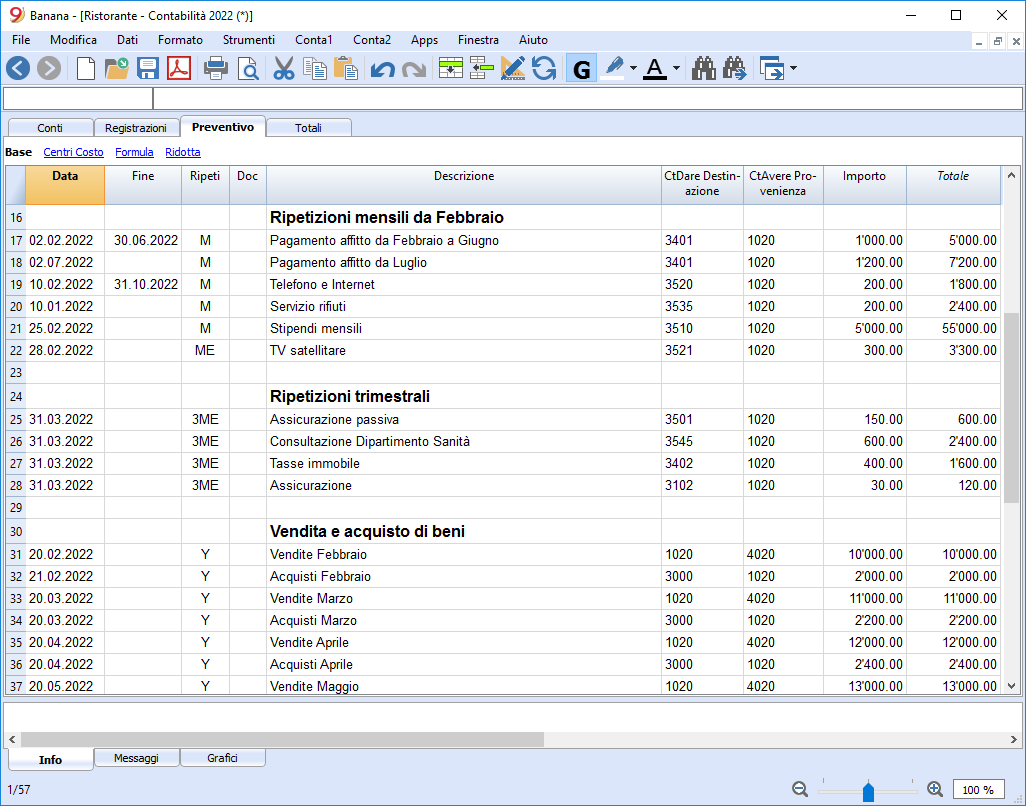 Banana - [Ristorante - Contabilità 2022 (*)]
File Modifica Dati Formato Strumenti Conta1 Conta2 Apps Finestra Aiuto
G A
Conti Registrazioni Preventivo Totali
Base Centri Costo Formula Ridotta
Data Fine Ripeti Doc Descrizione CtDare Destin- CtAvere Pro- Importo Totale
azione venienza
16 Ripetizioni mensili da Febbraio
17 02.02.2022 30.06.2022 M Pagamento affitto da Febbraio a Giugno 3401 1020 1'000.00 5'000.00
18 02.07.2022 M Pagamento affitto da Luglio 3401 1020 1'200.00 7'200.00
19 10.02.2022 31.10.2022 M Telefono e Internet 3520 1020 200.00 1'800.00
20 10.01.2022 M Servizio rifiuti 3535 1020 200.00 2'400.00
21 25.02.2022 M Stipendi mensili 3510 1020 5'000.00 55'000.00
22 28.02.2022 ME TV satellitare 3521 1020 300.00 3'300.00
23
24 Ripetizioni trimestrali
25 31.03.2022 3ME Assicurazione passiva 3501 1020 150.00 600.00
26 31.03.2022 3ME Consultazione Dipartimento Sanità 3545 1020 600.00 2'400.00
27 31.03.2022 3ME Tasse immobile 3402 1020 400.00 1'600.00
28 31.03.2022 3ME Assicurazione 3102 1020 30.00 120.00
29
30 Vendita e acquisto di beni
31 20.02.2022 Y Vendite Febbraio 1020 4020 10'000.00 10'000.00
32 21.02.2022 Y Acquisti Febbraio 3000 1020 2'000.00 2'000.00
33 20.03.2022 Y Vendite Marzo 1020 4020 11'000.00 11'000.00
34 20.03.2022 Y Acquisti Marzo 3000 1020 2'200.00 2'200.00
35 20.04.2022 Y Vendite Aprile 1020 4020 12'000.00 12'000.00
36 20.04.2022 Y Acquisti Aprile 3000 1020 2'400.00 2'400.00
37 20.05.2022 Y Vendite Maggio 1020 4020 13'000.00 13'000.00
Info Messaggi Grafici
1/57 100 %